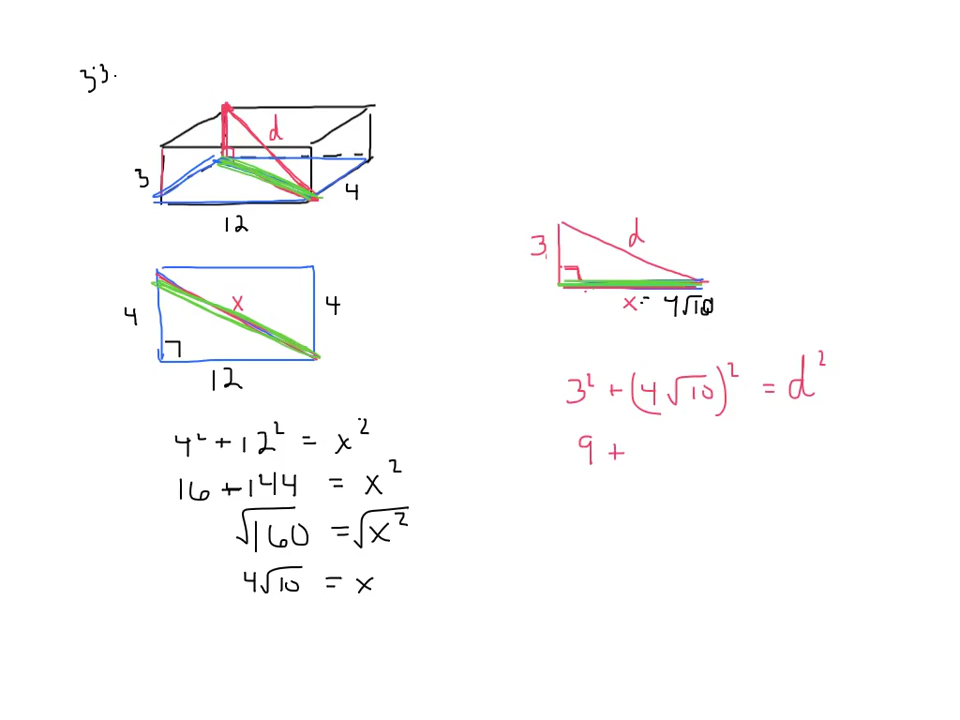 33.
d
3
4
12
4
x
4
12
4² + 12² = x²
16 + 144 = x²
√160 = √x²
4√10 = x
3
d
x = 4√10
3² + (4√10)² = d²
9 +